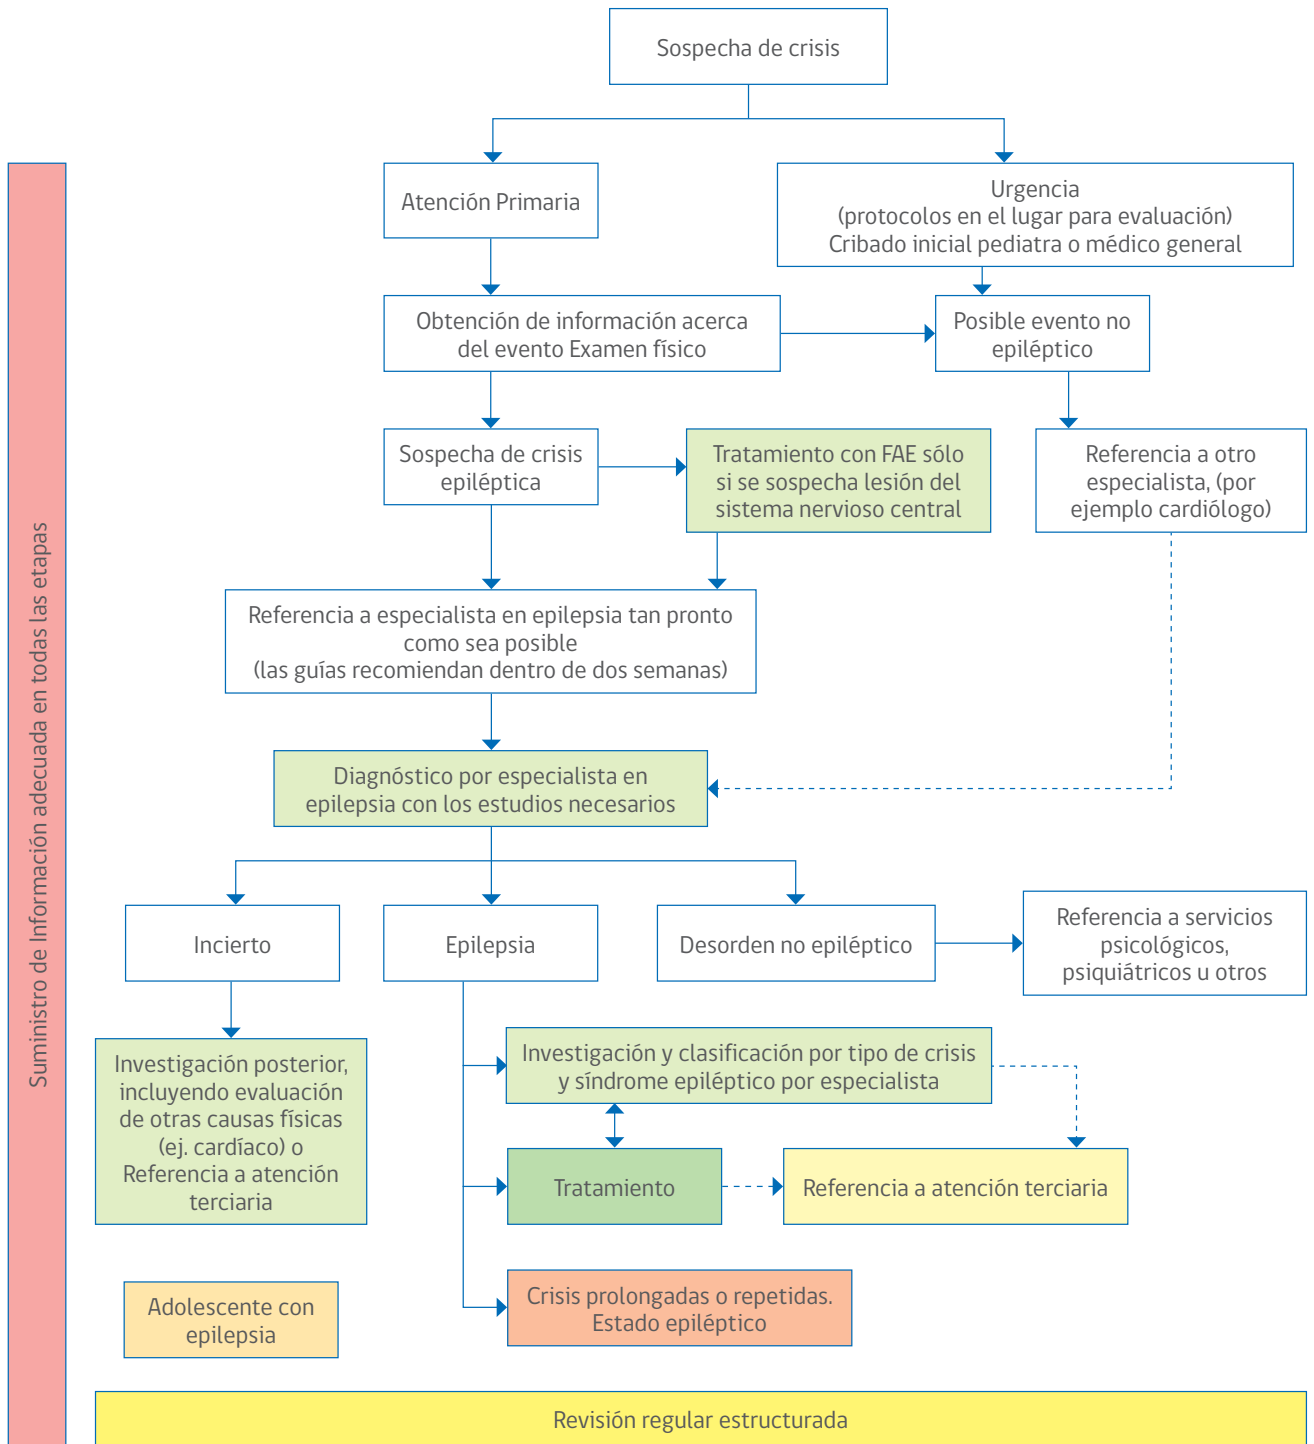 Sospecha de crisis
Suministro de Información adecuada en todas las etapas
Atención Primaria
Urgencia
(protocolos en el lugar para evaluación)
Cribado inicial pediatra o médico general
Obtención de información acerca
del evento Examen físico
Posible evento no
epiléptico
Sospecha de crisis
epiléptica
Tratamiento con FAE sólo
si se sospecha lesión del
sistema nervioso central
Referencia a otro
especialista, (por
ejemplo cardiólogo)
Referencia a especialista en epilepsia tan pronto
como sea posible
(las guías recomiendan dentro de dos semanas)
Diagnóstico por especialista en
epilepsia con los estudios necesarios
Incierto
Epilepsia
Desorden no epiléptico
Referencia a servicios
psicológicos,
psiquiátricos u otros
Investigación posterior,
incluyendo evaluación
de otras causas físicas
(ej. cardíaco) o
Referencia a atención
terciaria
Investigación y clasificación por tipo de crisis
y síndrome epiléptico por especialista
Tratamiento
Referencia a atención terciaria
Crisis prolongadas o repetidas.
Estado epiléptico
Adolescente con
epilepsia
Revisión regular estructurada